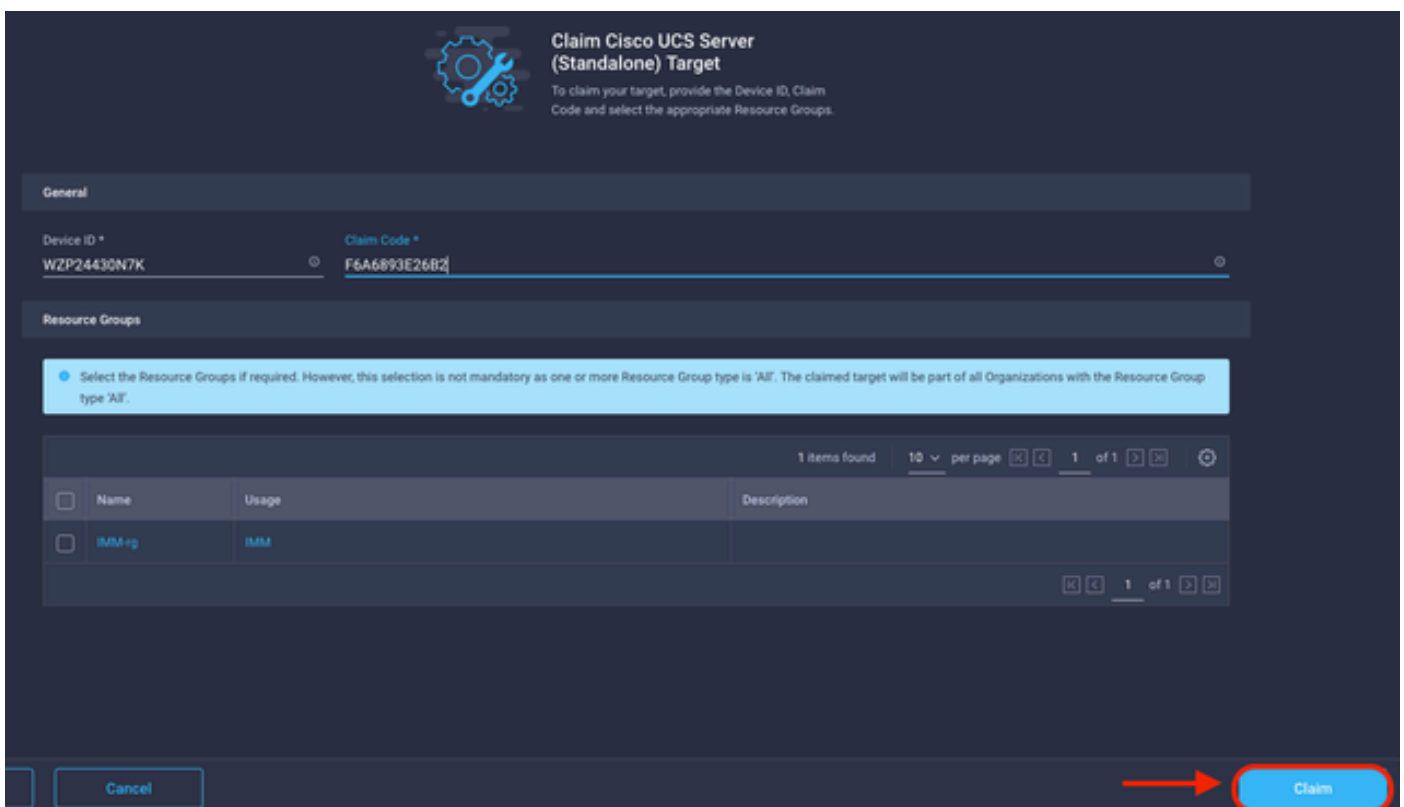 Claim Cisco UCS Server
(Standalone) Target
To claim your target, provide the Device ID, Claim
Code and select the appropriate Resource Groups.
General
Device ID * Claim Code *
WZP24430N7K F6A6893E26B2
Resource Groups
Select the Resource Groups if required. However, this selection is not mandatory as one or more Resource Group type is 'All'. The claimed target will be part of all Organizations with the Resource Group
type 'All'.
1 items found 10 per page 1 of 1
Name Usage Description
IMM-rg IMM
1 of 1
Cancel Claim